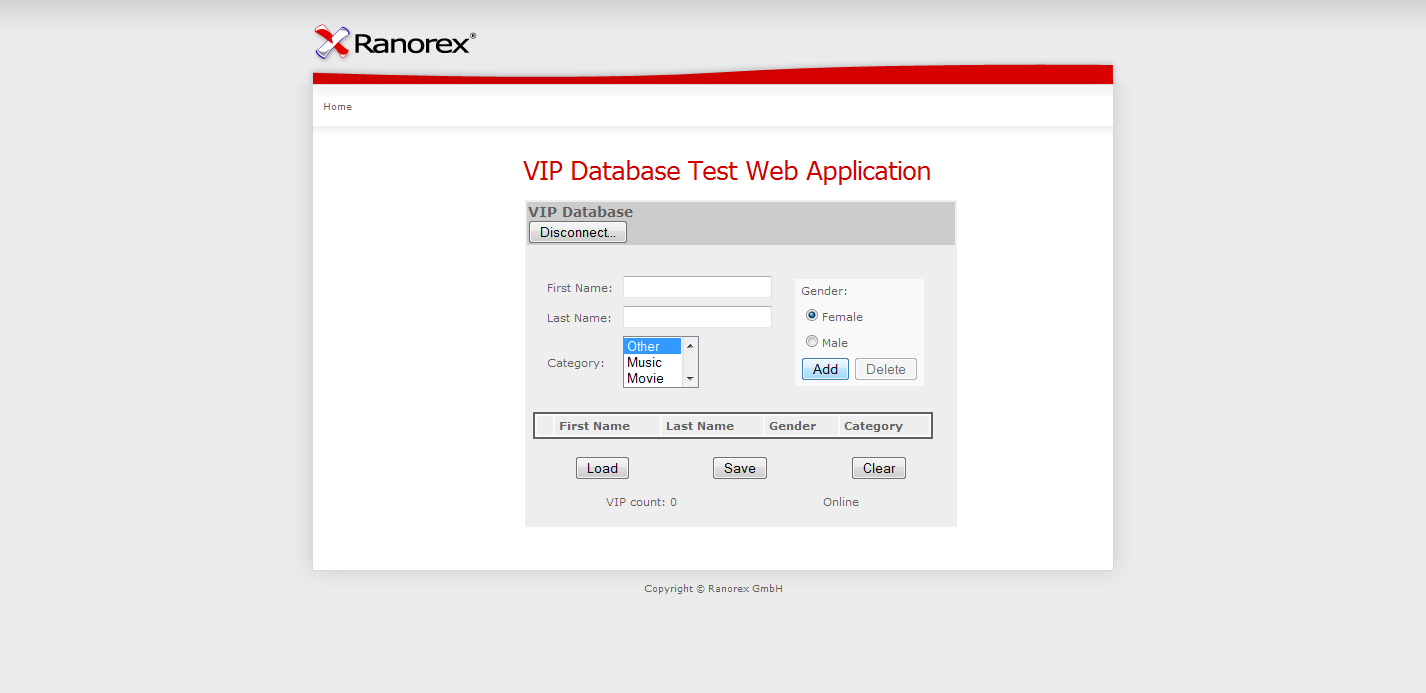 Ranorex®
Home
VIP Database Test Web Application
VIP Database
Disconnect...
First Name:
Last Name:
Category:
Other
Music
Movie
Gender:
Female
Male
Add Delete
First Name Last Name Gender Category
Load Save Clear
VIP count: 0 Online
Copyright © Ranorex GmbH